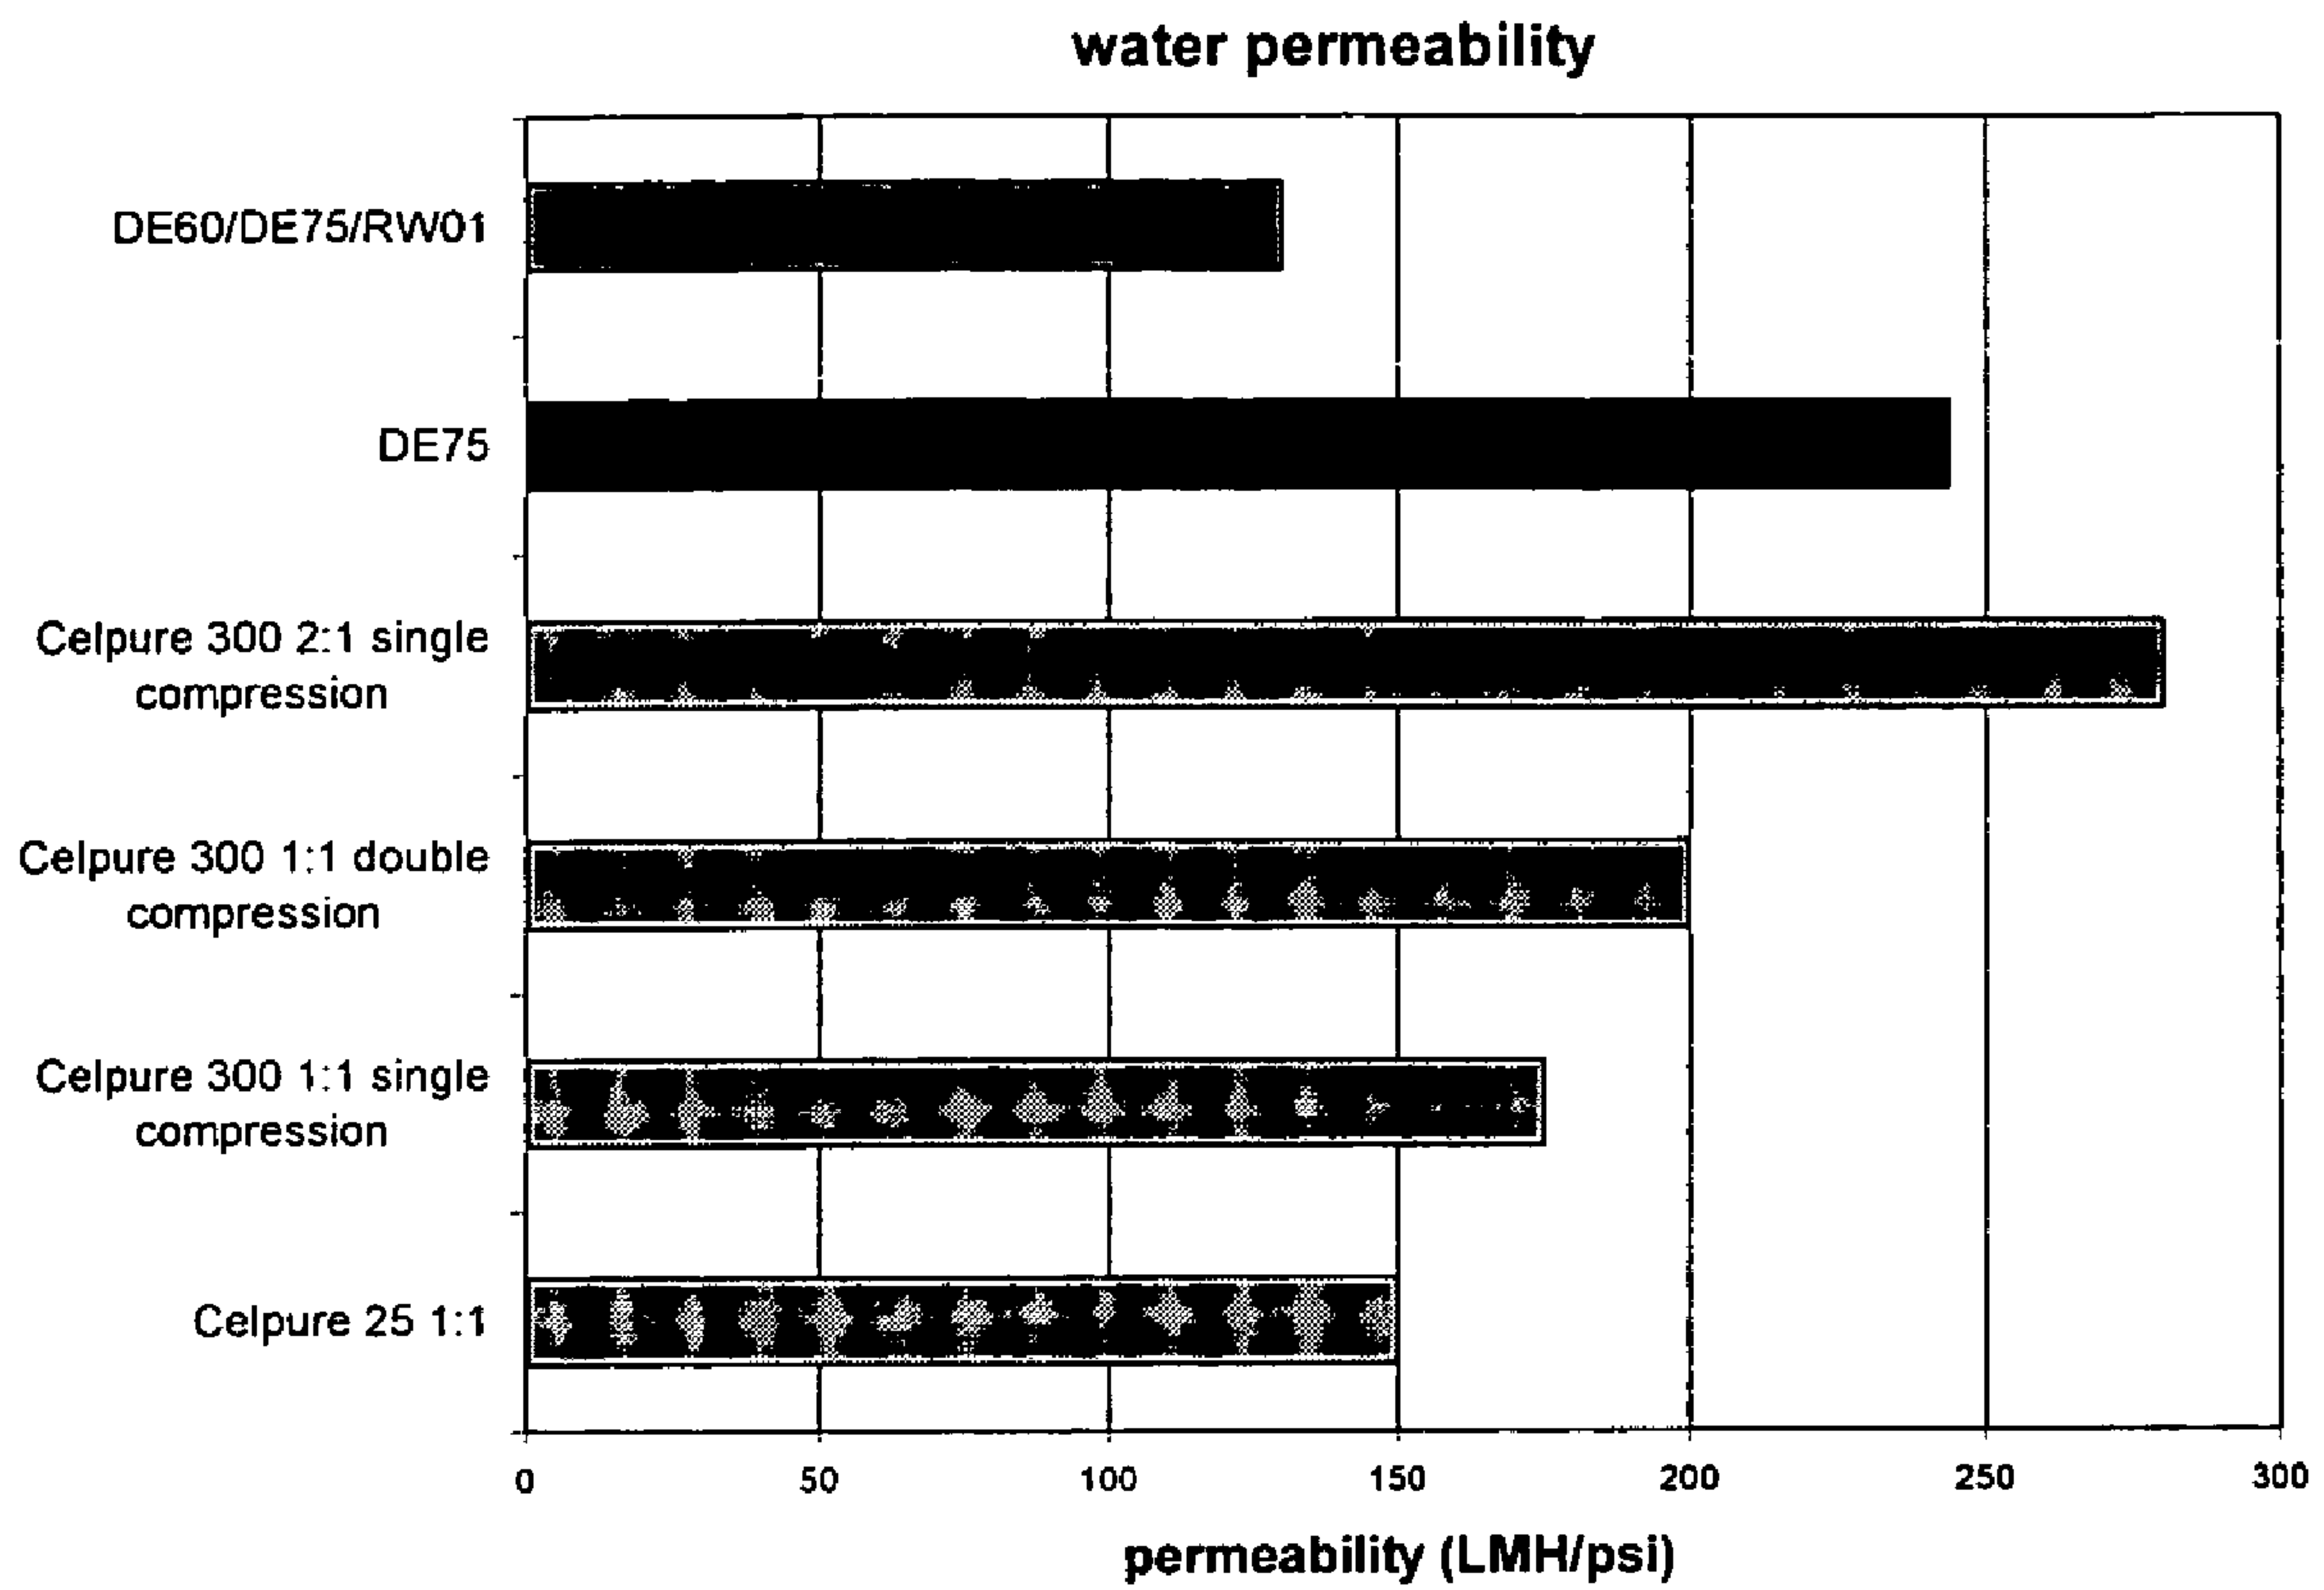 water permeability
DE60/DE75/RW01
DE75
Celpure 300 2:1 single
compression
Celpure 300 1:1 double
compression
Celpure 300 1:1 single
compression
Celpure 25 1:1
0 50 100 150 200 250 300
permeability (LMH/psi)